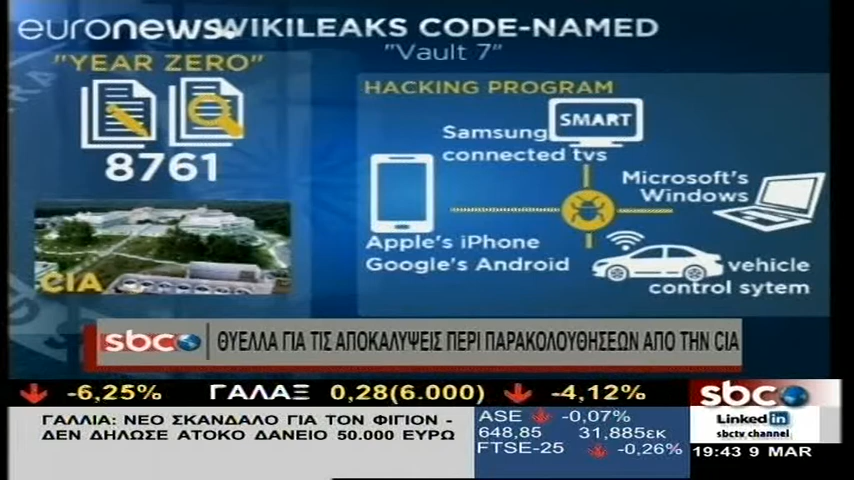 euronews.
WIKILEAKS CODE-NAMED
"Vault 7"
"YEAR ZERO"
8761
CIA
HACKING PROGRAM
SMART
Samsung
connected tvs
Microsoft's
Windows
Apple's iPhone
Google's Android
vehicle
control sytem
sbc
ΘΥΕΛΛΑ ΓΙΑ ΤΙΣ ΑΠΟΚΑΛΥΨΕΙΣ ΠΕΡΙ ΠΑΡΑΚΟΛΟΥΘΗΣΕΩΝ ΑΠΟ ΤΗΝ CIA
-6,25% ΓΑΛΑΞ 0,28(6.000) -4,12%
sbc
ΓΑΛΛΙΑ: ΝΕΟ ΣΚΑΝΔΑΛΟ ΓΙΑ ΤΟΝ ΦΙΓΙΟΝ -
ΔΕΝ ΔΗΛΩΣΕ ΑΤΟΚΟ ΔΑΝΕΙΟ 50.000 ΕΥΡΩ
ASE -0,07%
648,85 31,885εκ
FTSE-25 -0,26%
Linked in
sbctv channel
19:43 9 MAR